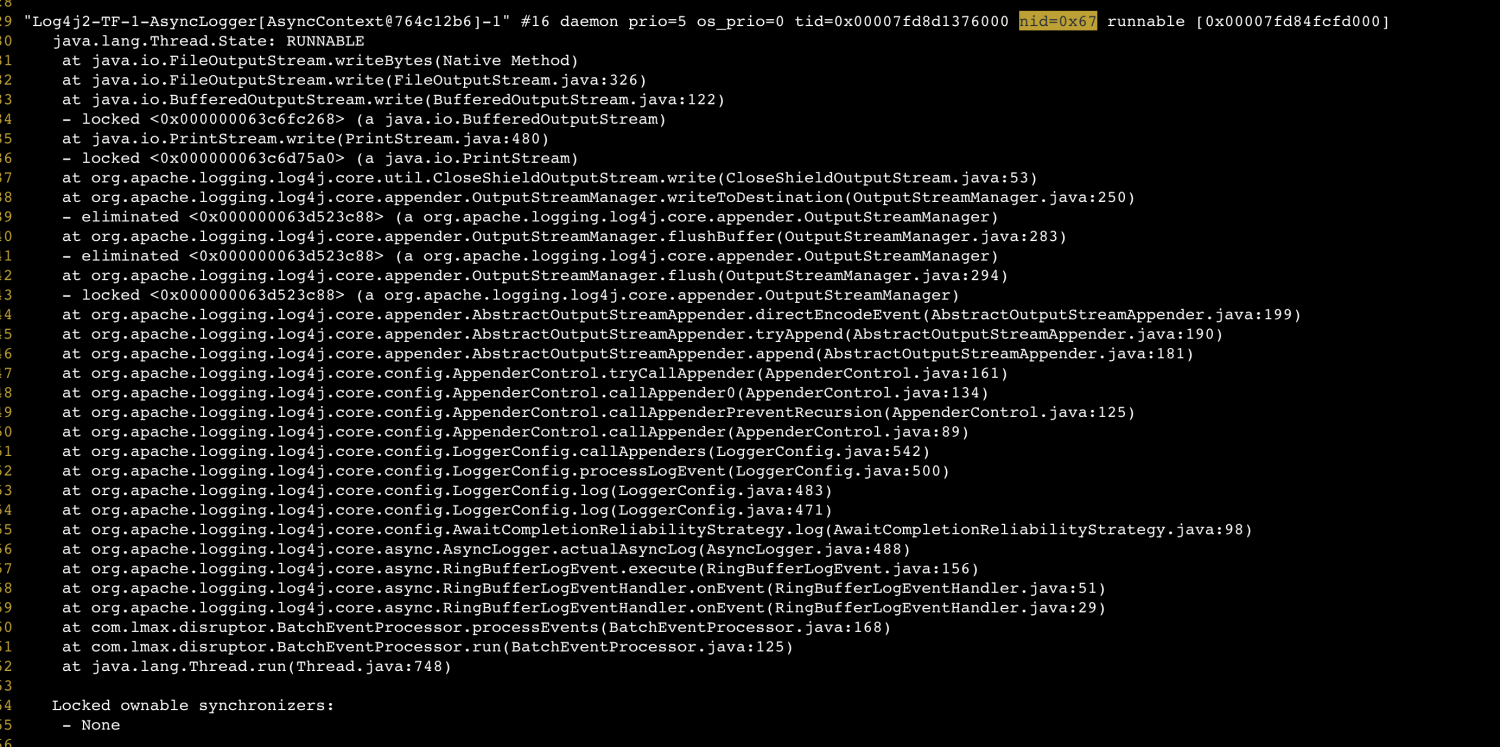 28
29 "Log4j2-TF-1-AsyncLogger[AsyncContext@764c12b6]-1" #16 daemon prio=5 os_prio=0 tid=0x00007fd8d1376000 nid=0x67 runnable [0x00007fd84fcfd000]
30 java.lang.Thread.State: RUNNABLE
31 at java.io.FileOutputStream.writeBytes(Native Method)
32 at java.io.FileOutputStream.write(FileOutputStream.java:326)
33 at java.io.BufferedOutputStream.write(BufferedOutputStream.java:122)
34 - locked <0x000000063c6fc268> (a java.io.BufferedOutputStream)
35 at java.io.PrintStream.write(PrintStream.java:480)
36 - locked <0x000000063c6d75a0> (a java.io.PrintStream)
37 at org.apache.logging.log4j.core.util.CloseShieldOutputStream.write(CloseShieldOutputStream.java:53)
38 at org.apache.logging.log4j.core.appender.OutputStreamManager.writeToDestination(OutputStreamManager.java:250)
39 - eliminated <0x000000063d523c88> (a org.apache.logging.log4j.core.appender.OutputStreamManager)
40 at org.apache.logging.log4j.core.appender.OutputStreamManager.flushBuffer(OutputStreamManager.java:283)
41 - eliminated <0x000000063d523c88> (a org.apache.logging.log4j.core.appender.OutputStreamManager)
42 at org.apache.logging.log4j.core.appender.OutputStreamManager.flush(OutputStreamManager.java:294)
43 - locked <0x000000063d523c88> (a org.apache.logging.log4j.core.appender.OutputStreamManager)
44 at org.apache.logging.log4j.core.appender.AbstractOutputStreamAppender.directEncodeEvent(AbstractOutputStreamAppender.java:199)
45 at org.apache.logging.log4j.core.appender.AbstractOutputStreamAppender.tryAppend(AbstractOutputStreamAppender.java:190)
46 at org.apache.logging.log4j.core.appender.AbstractOutputStreamAppender.append(AbstractOutputStreamAppender.java:181)
47 at org.apache.logging.log4j.core.config.AppenderControl.tryCallAppender(AppenderControl.java:161)
48 at org.apache.logging.log4j.core.config.AppenderControl.callAppender0(AppenderControl.java:134)
49 at org.apache.logging.log4j.core.config.AppenderControl.callAppenderPreventRecursion(AppenderControl.java:125)
50 at org.apache.logging.log4j.core.config.AppenderControl.callAppender(AppenderControl.java:89)
51 at org.apache.logging.log4j.core.config.LoggerConfig.callAppenders(LoggerConfig.java:542)
52 at org.apache.logging.log4j.core.config.LoggerConfig.processLogEvent(LoggerConfig.java:500)
53 at org.apache.logging.log4j.core.config.LoggerConfig.log(LoggerConfig.java:483)
54 at org.apache.logging.log4j.core.config.LoggerConfig.log(LoggerConfig.java:471)
55 at org.apache.logging.log4j.core.config.AwaitCompletionReliabilityStrategy.log(AwaitCompletionReliabilityStrategy.java:98)
56 at org.apache.logging.log4j.core.async.AsyncLogger.actualAsyncLog(AsyncLogger.java:488)
57 at org.apache.logging.log4j.core.async.RingBufferLogEvent.execute(RingBufferLogEvent.java:156)
58 at org.apache.logging.log4j.core.async.RingBufferLogEventHandler.onEvent(RingBufferLogEventHandler.java:51)
59 at org.apache.logging.log4j.core.async.RingBufferLogEventHandler.onEvent(RingBufferLogEventHandler.java:29)
60 at com.lmax.disruptor.BatchEventProcessor.processEvents(BatchEventProcessor.java:168)
61 at com.lmax.disruptor.BatchEventProcessor.run(BatchEventProcessor.java:125)
62 at java.lang.Thread.run(Thread.java:748)
63
64 Locked ownable synchronizers:
65 - None
66